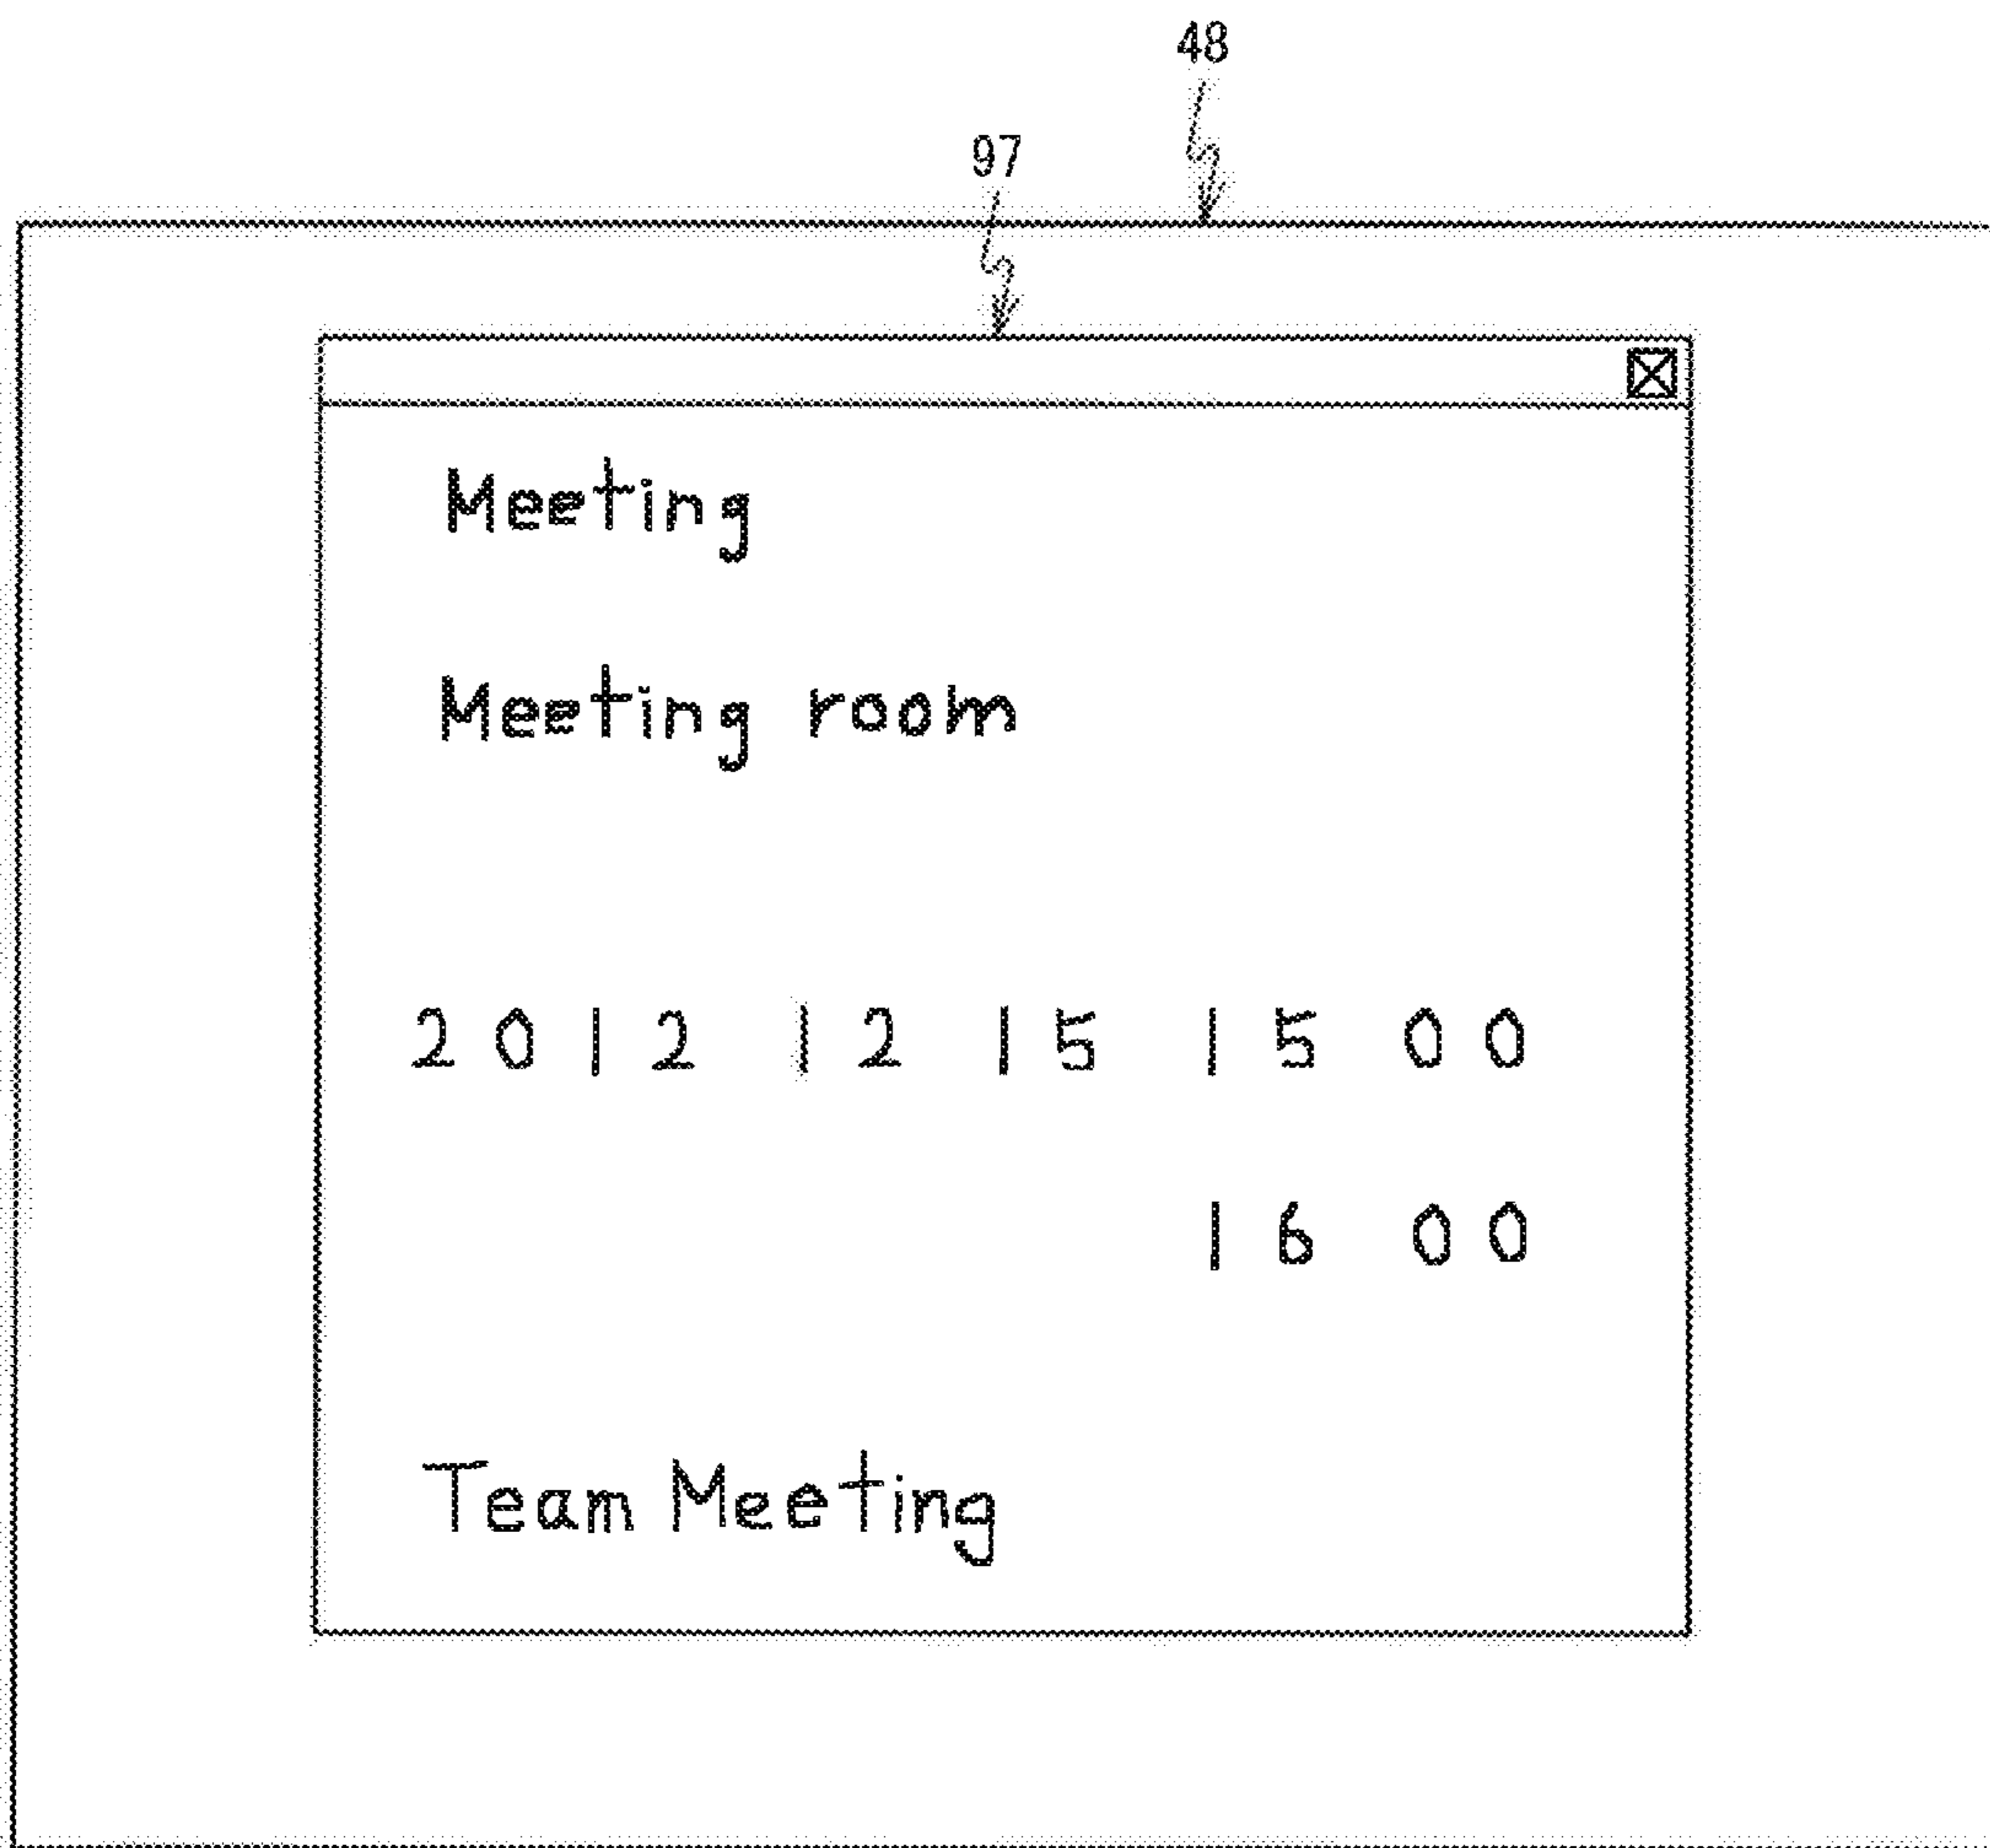 48
97
Meeting
Meeting room
2012 12 15 15 00
16 00
Team Meeting